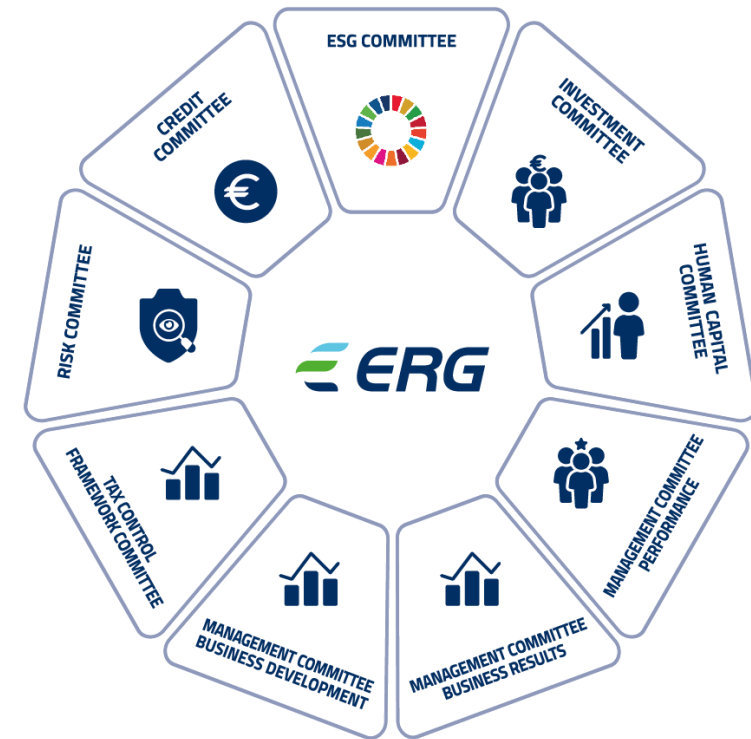 ESG COMMITTEE
INVESTMENT
COMMITTEE
HUMAN CAPITAL
COMMITTEE
MANAGEMENT COMMITTEE
PERFORMANCE
MANAGEMENT COMMITTEE
BUSINESS RESULTS
MANAGEMENT COMMITTEE
BUSINESS DEVELOPMENT
TAX CONTROL
FRAMEWORK COMMITTEE
RISK COMMITTEE
CREDIT
COMMITTEE
€
€
ERG